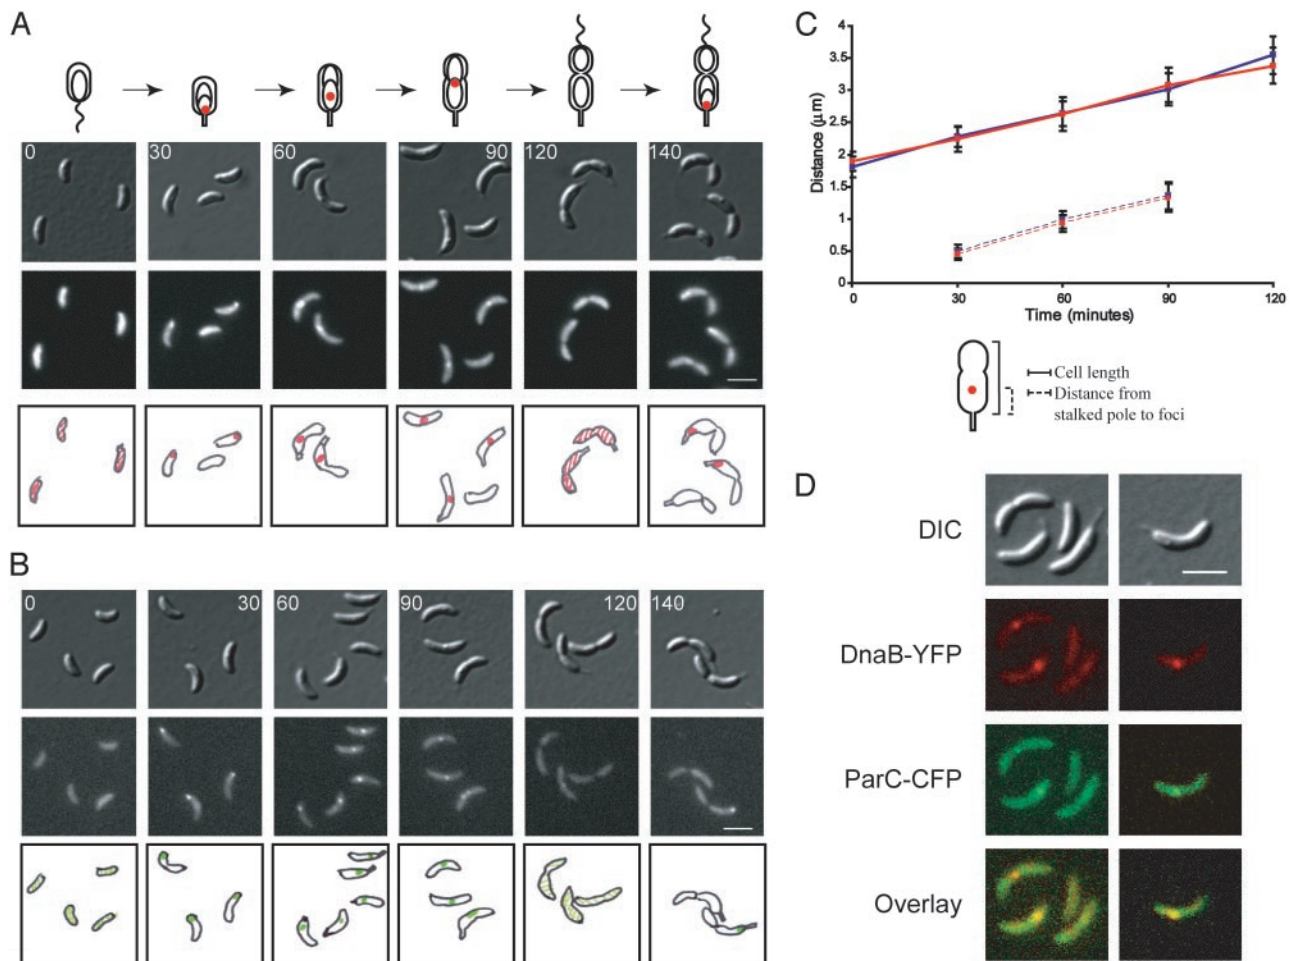 A
0 30 60 90 120 140
B
0 30 60 90 120 140
C
4
3.5
3
2.5
2
1.5
1
0.5
0
Distance (μm)
0 30 60 90 120
Time (minutes)
Cell length
Distance from
stalked pole to foci
D
DIC
DnaB-YFP
ParC-CFP
Overlay